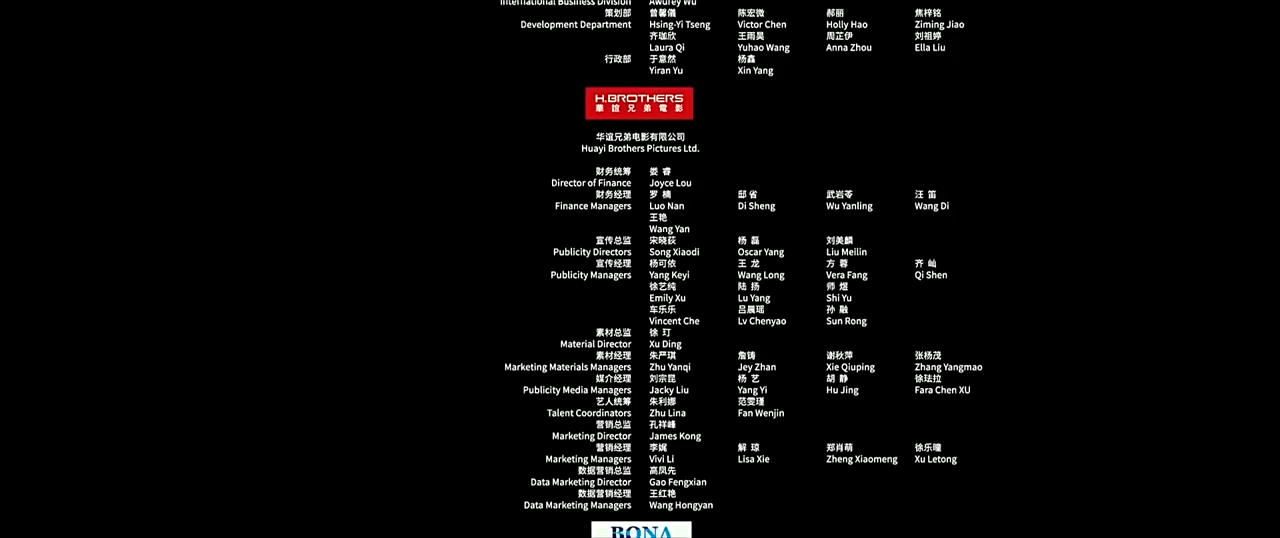 International Business Division Awurey Wu
策划部 曾馨儀 陈宏微 郝丽 焦梓铭
Development Department Hsing-Yi Tseng Victor Chen Holly Hao Ziming Jiao
齐珈欣 王雨昊 周芷伊 刘祖婷
Laura Qi Yuhao Wang Anna Zhou Ella Liu
行政部 于意然 杨鑫
Yiran Yu Xin Yang
H.BROTHERS
華誼兄弟電影
华谊兄弟电影有限公司
Huayi Brothers Pictures Ltd.
财务统筹 娄 睿
Director of Finance Joyce Lou
财务经理 罗 楠 邸 省 武岩苓 汪 笛
Finance Managers Luo Nan Di Sheng Wu Yanling Wang Di
王艳
Wang Yan
宣传总监 宋晓荻 杨 磊 刘美麟
Publicity Directors Song Xiaodi Oscar Yang Liu Meilin
宣传经理 杨可依 王 龙 方 蓉 齐 屾
Publicity Managers Yang Keyi Wang Long Vera Fang Qi Shen
徐艺纯 陆 扬 师 煜
Emily Xu Lu Yang Shi Yu
车乐乐 吕晨瑶 孙 融
Vincent Che Lv Chenyao Sun Rong
素材总监 徐 玎
Material Director Xu Ding
素材经理 朱严琪 詹铸 谢秋萍 张杨茂
Marketing Materials Managers Zhu Yanqi Jey Zhan Xie Qiuping Zhang Yangmao
媒介经理 刘宗昆 杨 艺 胡 静 徐珐拉
Publicity Media Managers Jacky Liu Yang Yi Hu Jing Fara Chen XU
艺人统筹 朱利娜 范雯瑾
Talent Coordinators Zhu Lina Fan Wenjin
营销总监 孔祥峰
Marketing Director James Kong
营销经理 李娓 解 琼 郑肖萌 徐乐曈
Marketing Managers Vivi Li Lisa Xie Zheng Xiaomeng Xu Letong
数据营销总监 高凤先
Data Marketing Director Gao Fengxian
数据营销经理 王红艳
Data Marketing Managers Wang Hongyan
BONA